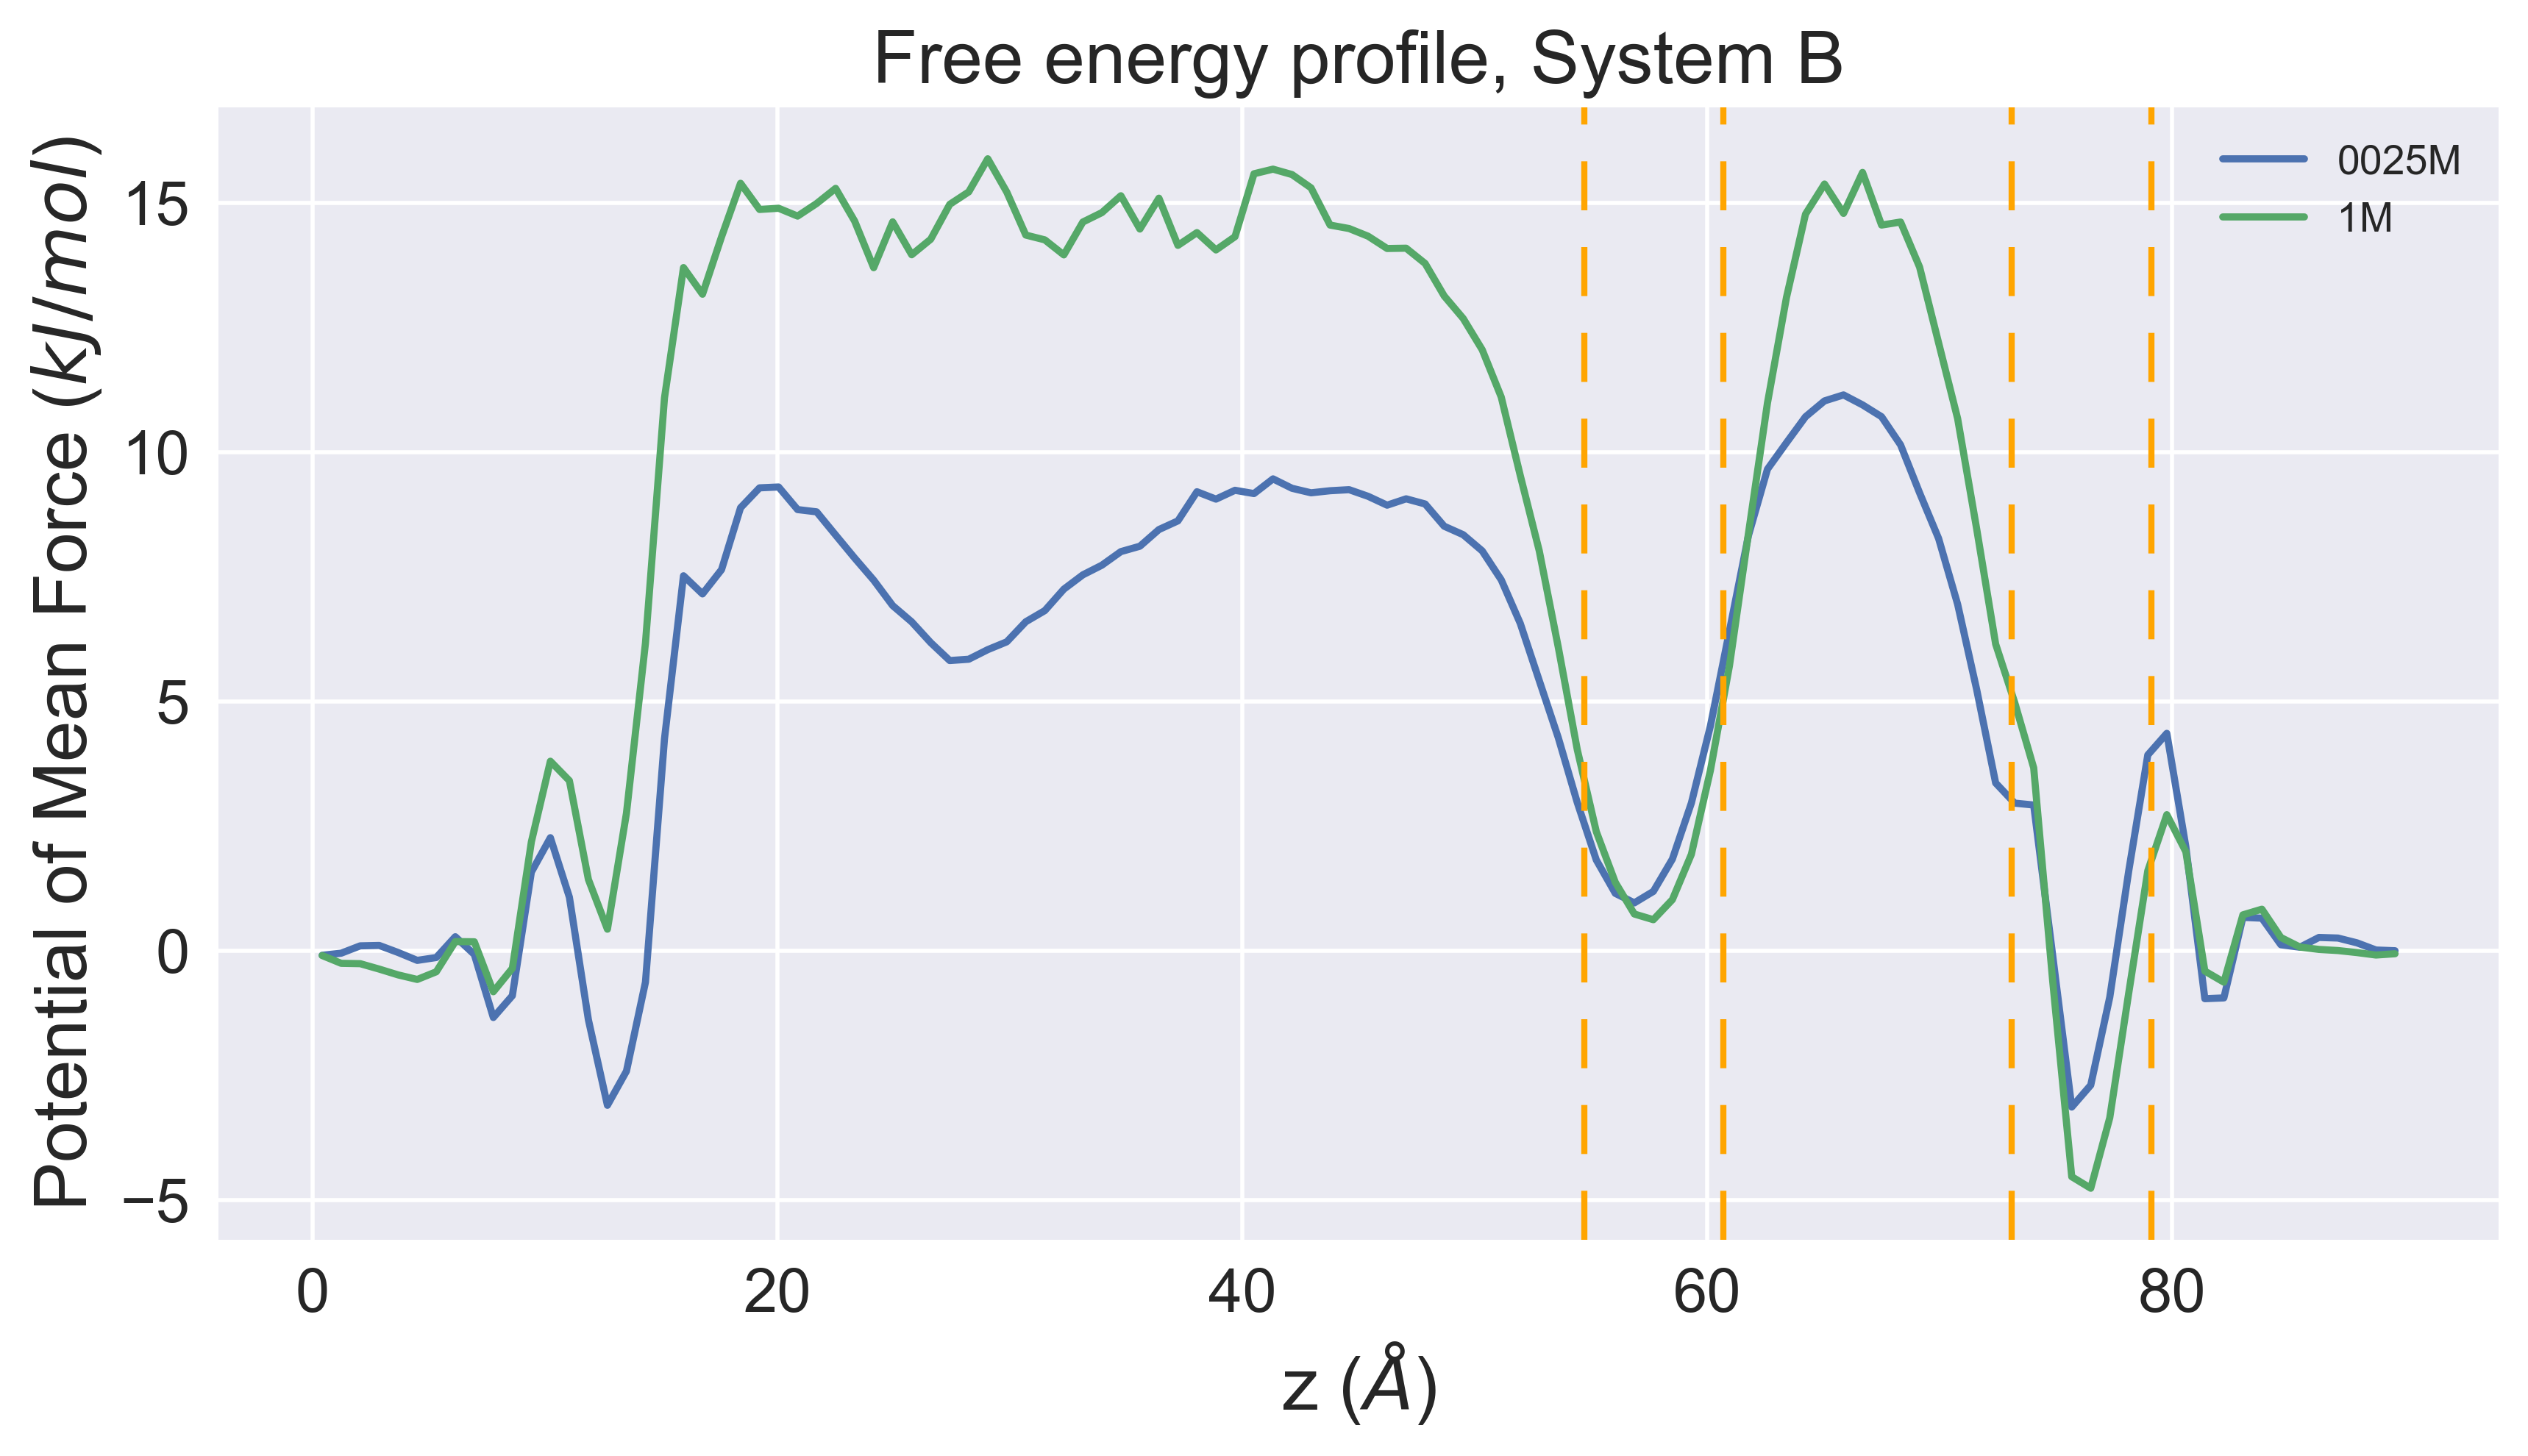 Free energy profile, System B
Potential of Mean Force (kJ/mol)
15
10
5
0
−5
0025M
1M
0
20
40
60
80
z (Å)